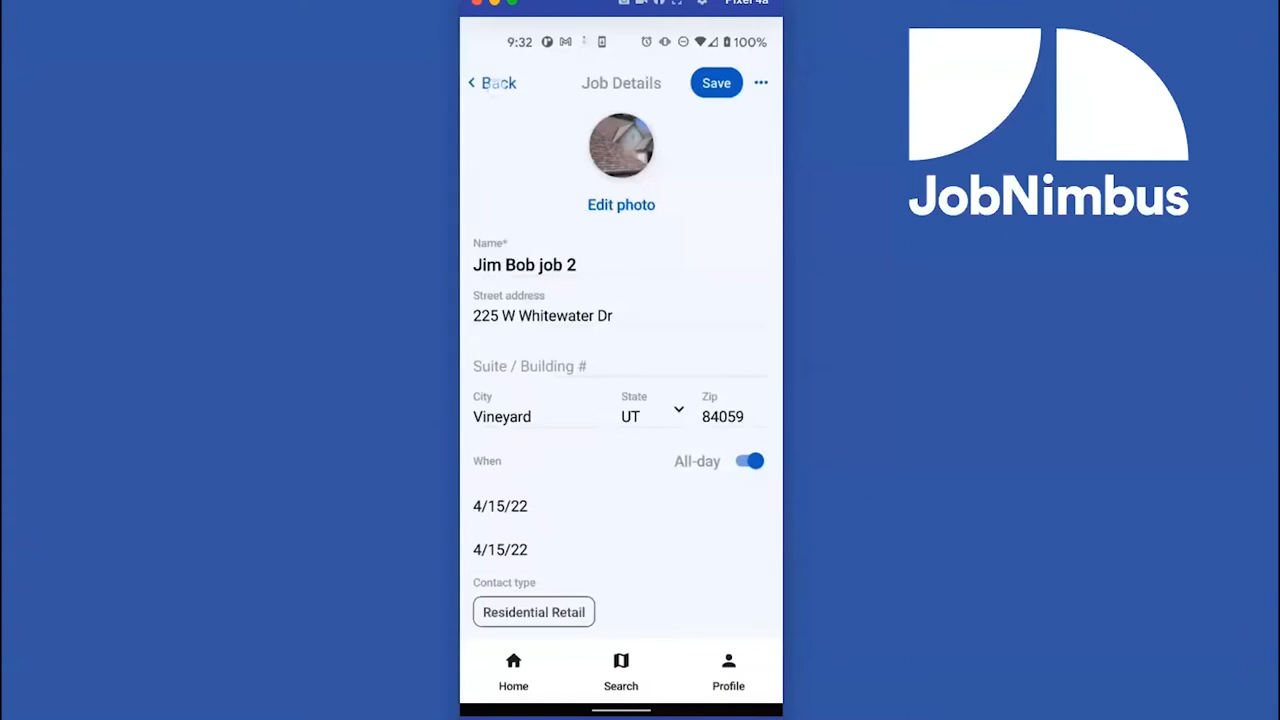 Pixel 4a
9:32
100%
Back
Job Details
Save
Edit photo
Name*
Jim Bob job 2
Street address
225 W Whitewater Dr
Suite / Building #
City
State
Zip
Vineyard
UT
84059
When
All-day
4/15/22
4/15/22
Contact type
Residential Retail
Home
Search
Profile
JobNimbus